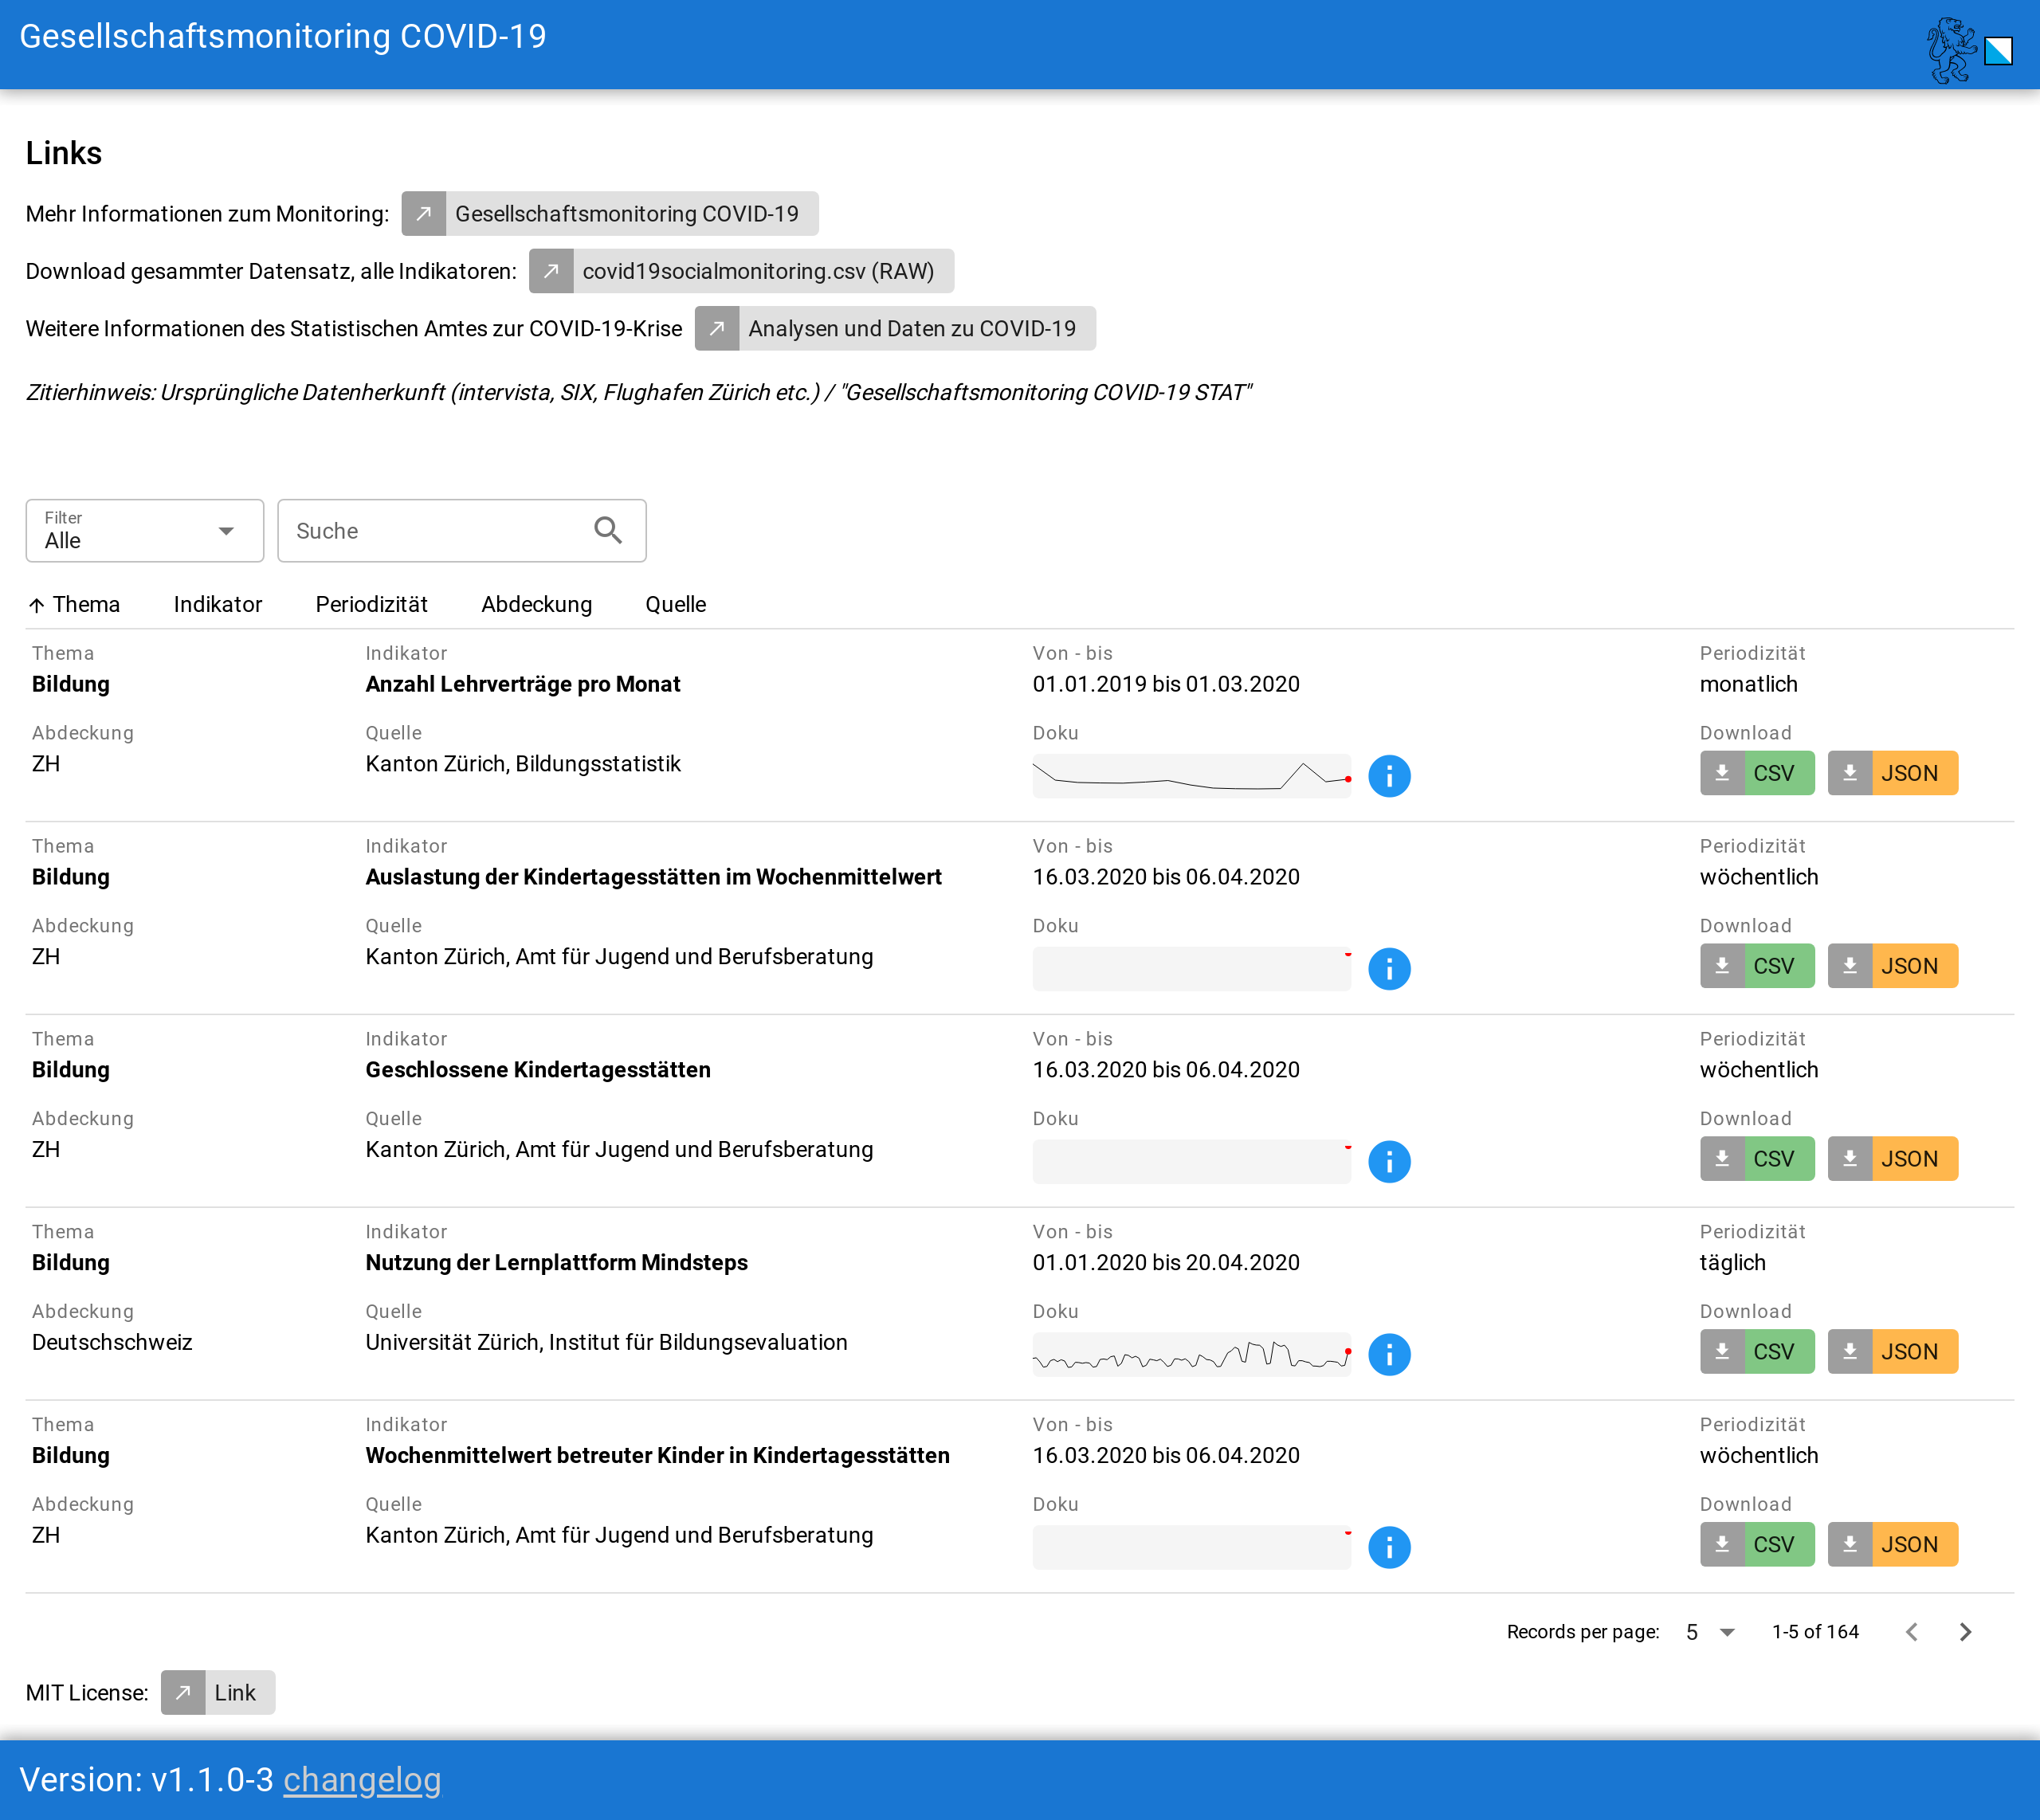 Gesellschaftsmonitoring COVID-19
Links
Mehr Informationen zum Monitoring: Gesellschaftsmonitoring COVID-19
Download gesammter Datensatz, alle Indikatoren: covid19socialmonitoring.csv (RAW)
Weitere Informationen des Statistischen Amtes zur COVID-19-Krise Analysen und Daten zu COVID-19
Zitierhinweis: Ursprüngliche Datenherkunft (intervista, SIX, Flughafen Zürich etc.) / "Gesellschaftsmonitoring COVID-19 STAT"
Filter
Alle
Suche
Thema Indikator Periodizität Abdeckung Quelle
Thema Indikator Von - bis Periodizität
Bildung Anzahl Lehrverträge pro Monat 01.01.2019 bis 01.03.2020 monatlich
Abdeckung Quelle Doku Download
ZH Kanton Zürich, Bildungsstatistik CSV JSON
Thema Indikator Von - bis Periodizität
Bildung Auslastung der Kindertagesstätten im Wochenmittelwert 16.03.2020 bis 06.04.2020 wöchentlich
Abdeckung Quelle Doku Download
ZH Kanton Zürich, Amt für Jugend und Berufsberatung CSV JSON
Thema Indikator Von - bis Periodizität
Bildung Geschlossene Kindertagesstätten 16.03.2020 bis 06.04.2020 wöchentlich
Abdeckung Quelle Doku Download
ZH Kanton Zürich, Amt für Jugend und Berufsberatung CSV JSON
Thema Indikator Von - bis Periodizität
Bildung Nutzung der Lernplattform Mindsteps 01.01.2020 bis 20.04.2020 täglich
Abdeckung Quelle Doku Download
Deutschschweiz Universität Zürich, Institut für Bildungsevaluation CSV JSON
Thema Indikator Von - bis Periodizität
Bildung Wochenmittelwert betreuter Kinder in Kindertagesstätten 16.03.2020 bis 06.04.2020 wöchentlich
Abdeckung Quelle Doku Download
ZH Kanton Zürich, Amt für Jugend und Berufsberatung CSV JSON
Records per page: 5 1-5 of 164
MIT License: Link
Version: v1.1.0-3 changelog